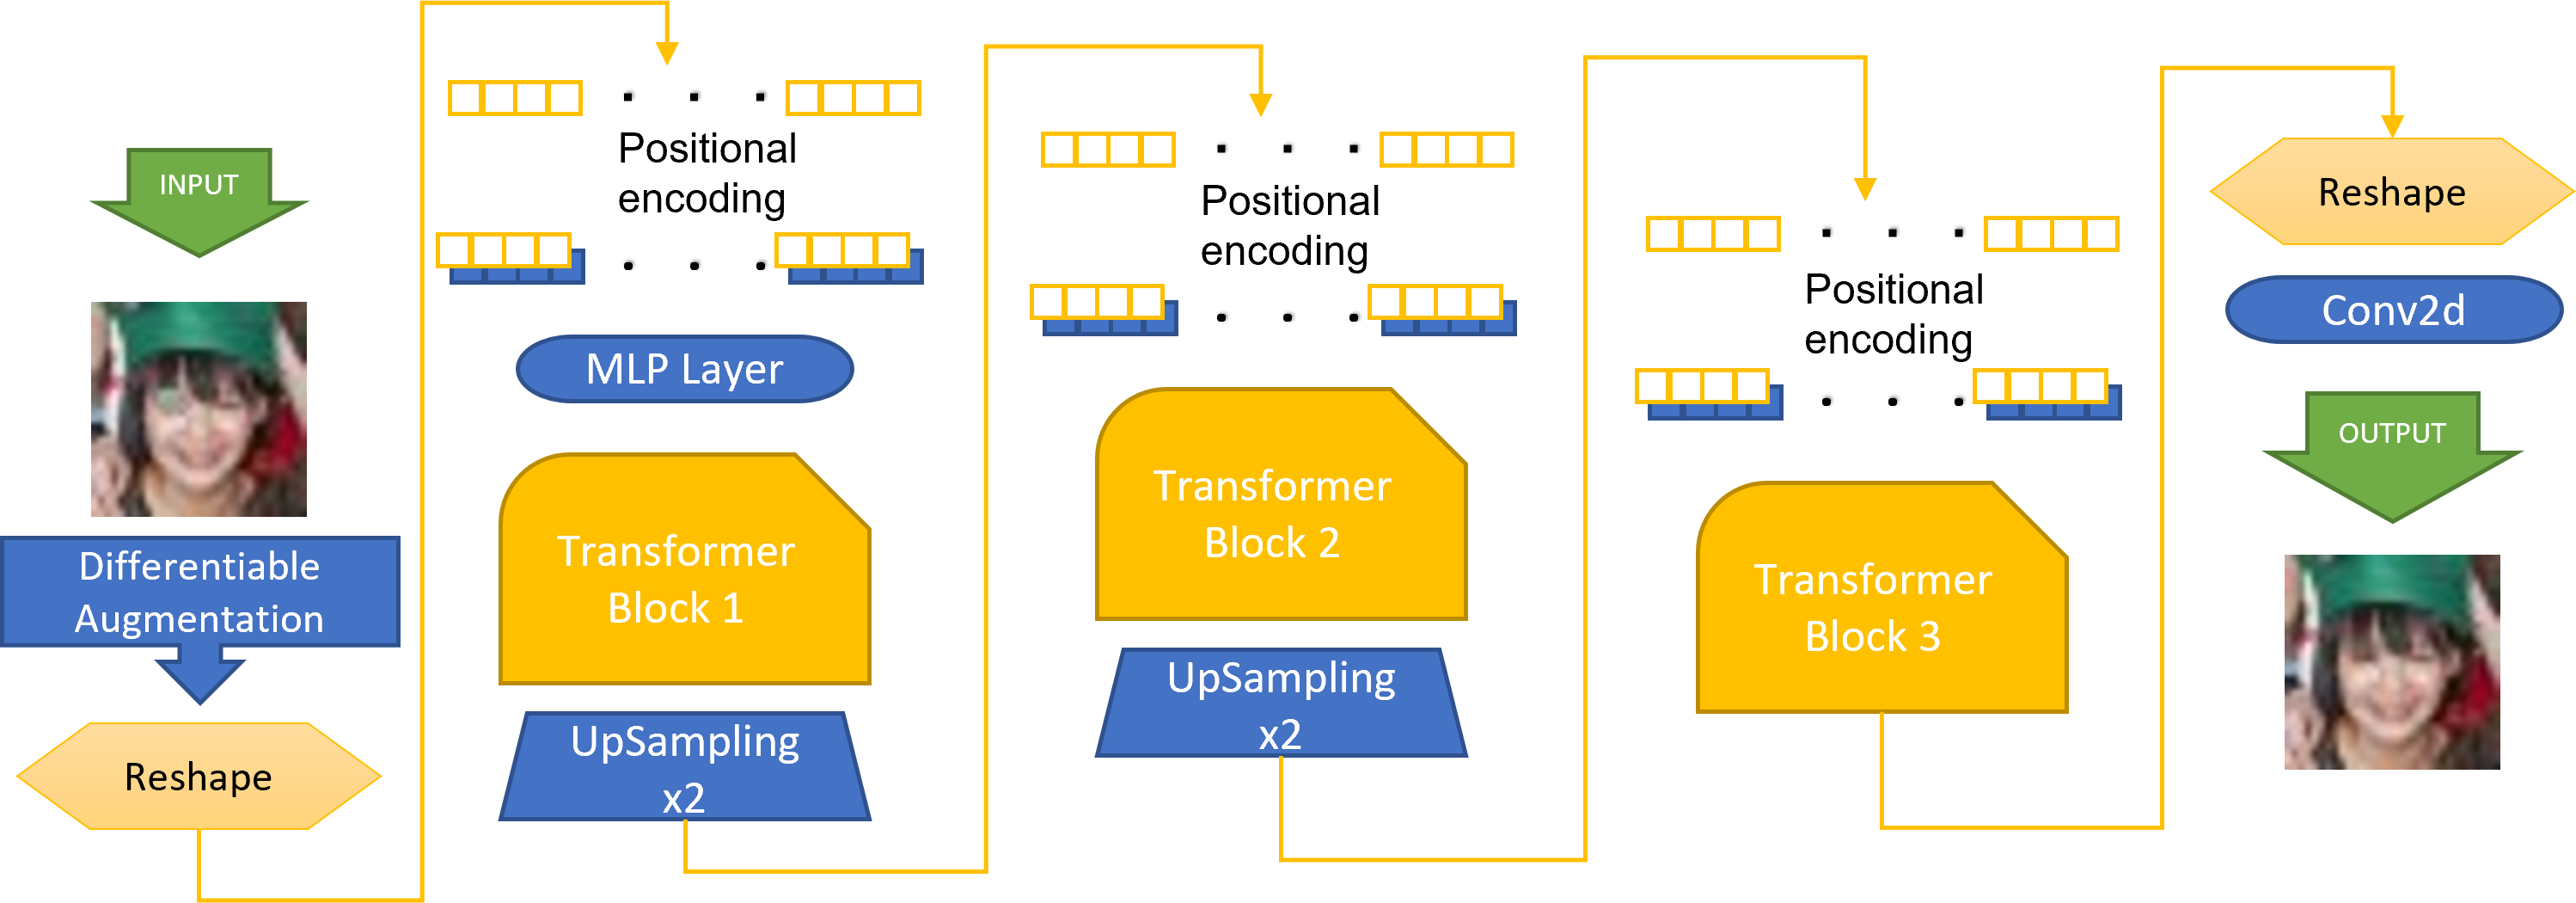 INPUT
Differentiable
Augmentation
Reshape
Positional
encoding
MLP Layer
Transformer
Block 1
UpSampling
x2
Positional
encoding
Transformer
Block 2
UpSampling
x2
Positional
encoding
Transformer
Block 3
Reshape
Conv2d
OUTPUT